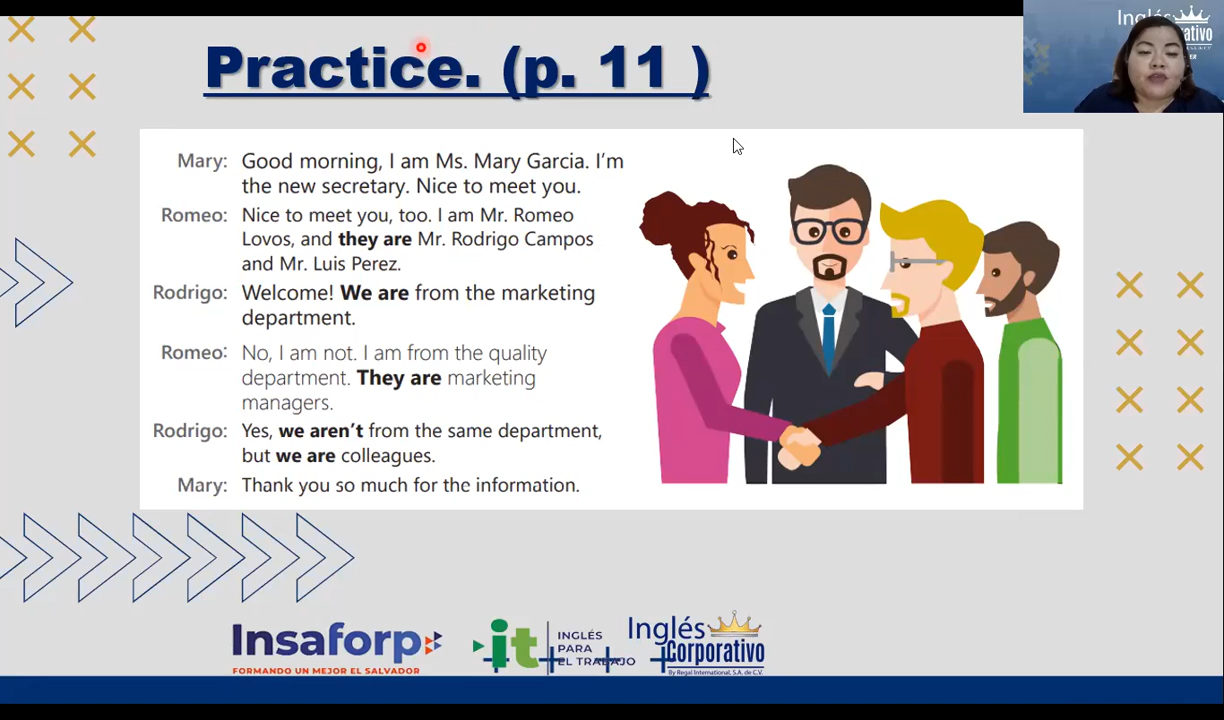 Practice. (p. 11 )
Mary: Good morning, I am Ms. Mary Garcia. I'm
the new secretary. Nice to meet you.
Romeo: Nice to meet you, too. I am Mr. Romeo
Lovos, and they are Mr. Rodrigo Campos
and Mr. Luis Perez.
Rodrigo: Welcome! We are from the marketing
department.
Romeo: No, I am not. I am from the quality
department. They are marketing
managers.
Rodrigo: Yes, we aren't from the same department,
but we are colleagues.
Mary: Thank you so much for the information.
Insaforp
FORMANDO UN MEJOR EL SALVADOR
it
INGLÉS
PARA
EL TRABAJO
Inglés
Corporativo
By Regal International, S.A. de C.V.